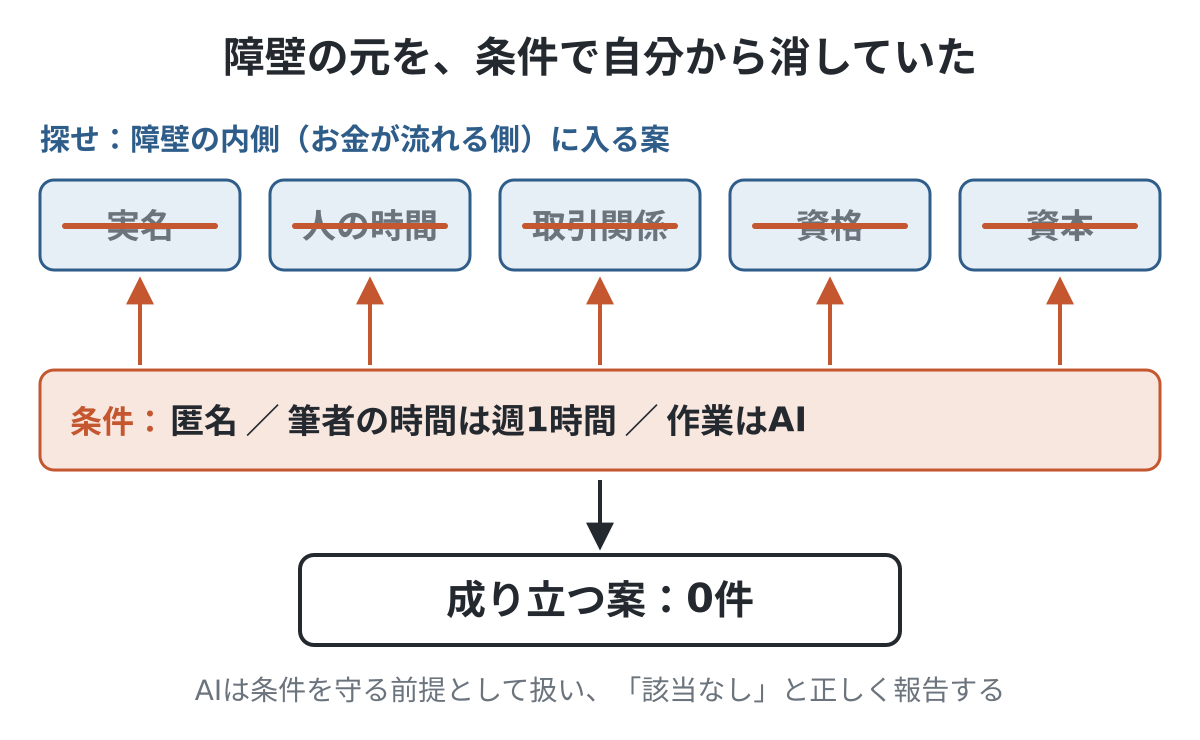 障壁の元を、条件で自分から消していた
探せ：障壁の内側（お金が流れる側）に入る案
実名
人の時間
取引関係
資格
資本
条件：匿名 ／ 筆者の時間は週1時間 ／ 作業はAI
成り立つ案：0件
AIは条件を守る前提として扱い、「該当なし」と正しく報告する